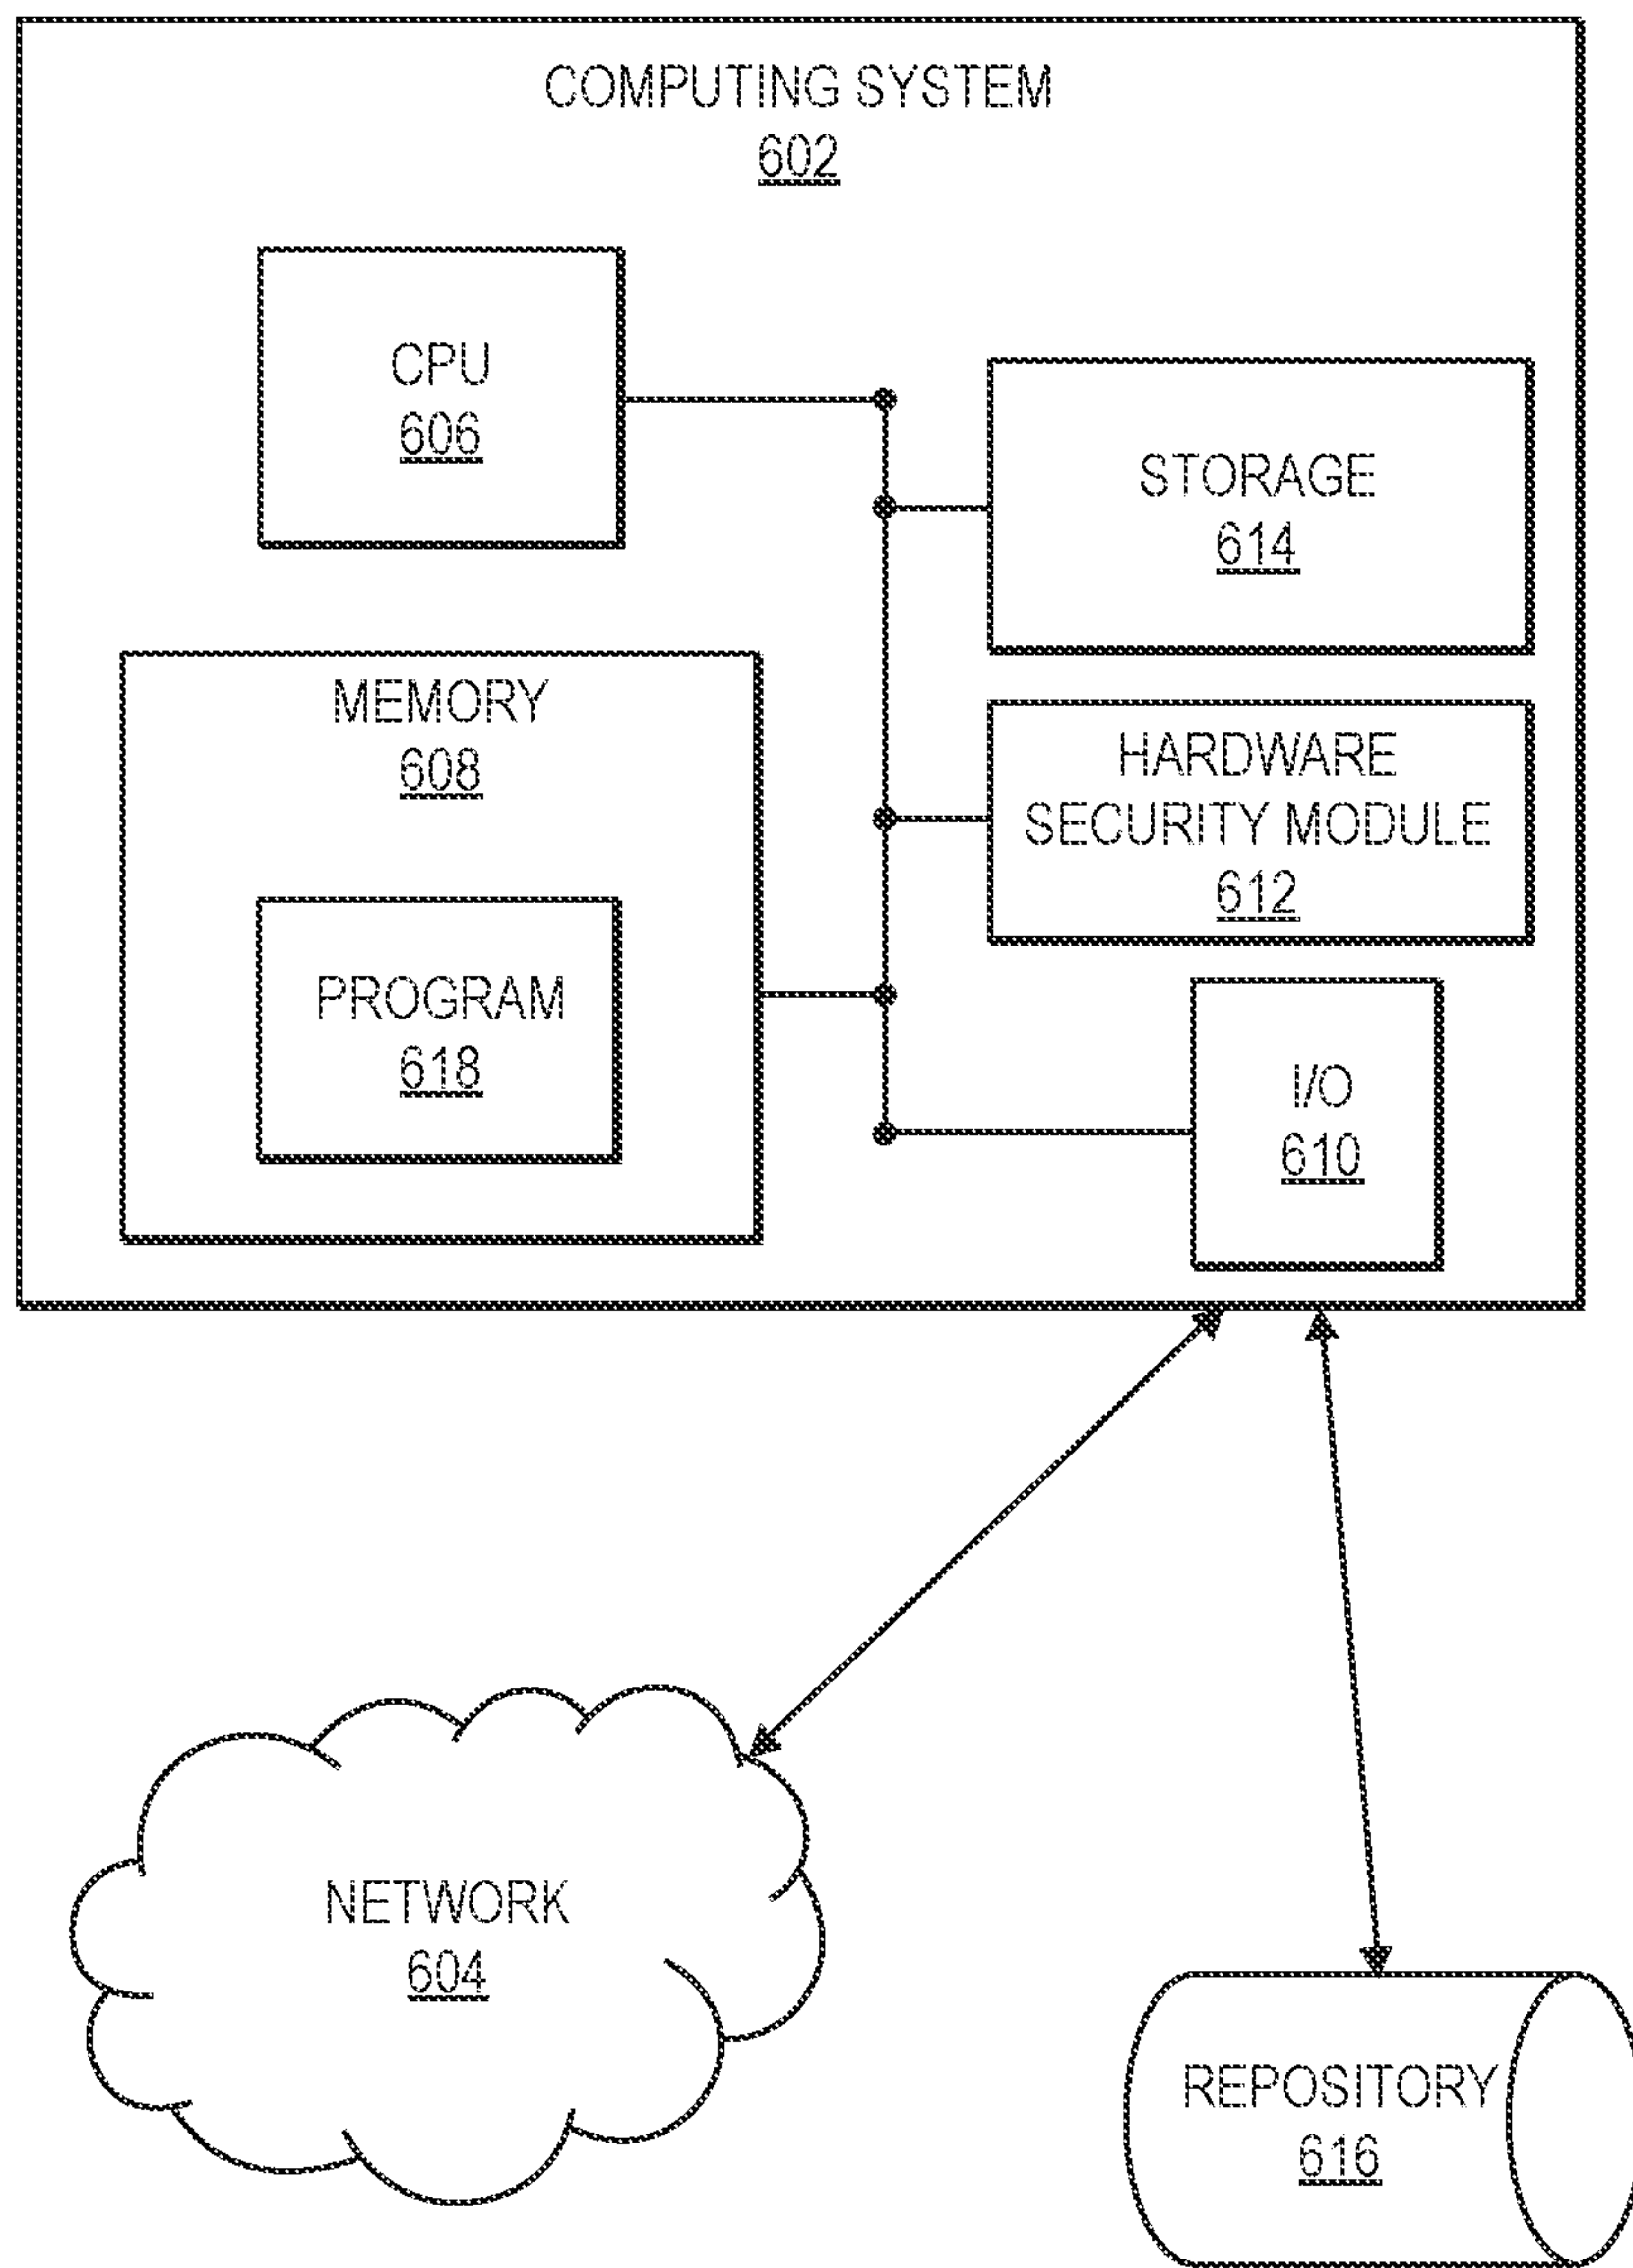 COMPUTING SYSTEM
602
CPU
606
STORAGE
614
MEMORY
608
HARDWARE
SECURITY MODULE
612
PROGRAM
618
I/O
610
NETWORK
604
REPOSITORY
616